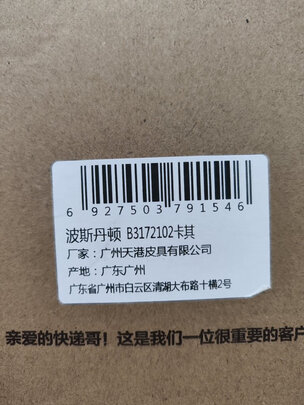 6 927503 791546
波斯丹顿 B3172102卡其
厂家：广州天港皮具有限公司
产地：广东广州
广东省广州市白云区清湖大布路十横2号
亲爱的快递哥！这是我们一位很重要的客户